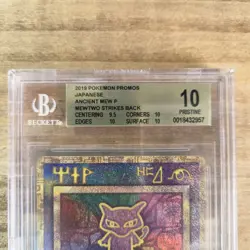 2019 POKEMON PROMOS
JAPANESE
ANCIENT MEW P
MEWTWO STRIKES BACK
CENTERING 9.5 CORNERS 10
EDGES 10 SURFACE 10
10
PRISTINE
0018432957
BECKETT